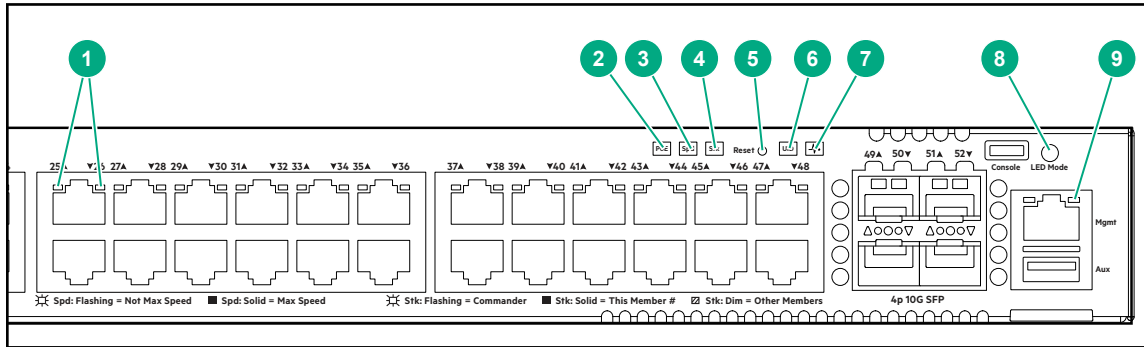 1 2 3 4 5 6 7 8 9
PoE Spd Stk Reset
25▲ ▼26 27▲ ▼28 29▲ ▼30 31▲ ▼32 33▲ ▼34 35▲ ▼36 37▲ ▼38 39▲ ▼40 41▲ ▼42 43▲ ▼44 45▲ ▼46 47▲ ▼48 49▲ 50▼ 51▲ 52▼
Console LED Mode
Mgmt
Aux
Spd: Flashing = Not Max Speed Spd: Solid = Max Speed Stk: Flashing = Commander Stk: Solid = This Member # Stk: Dim = Other Members
4p 10G SFP